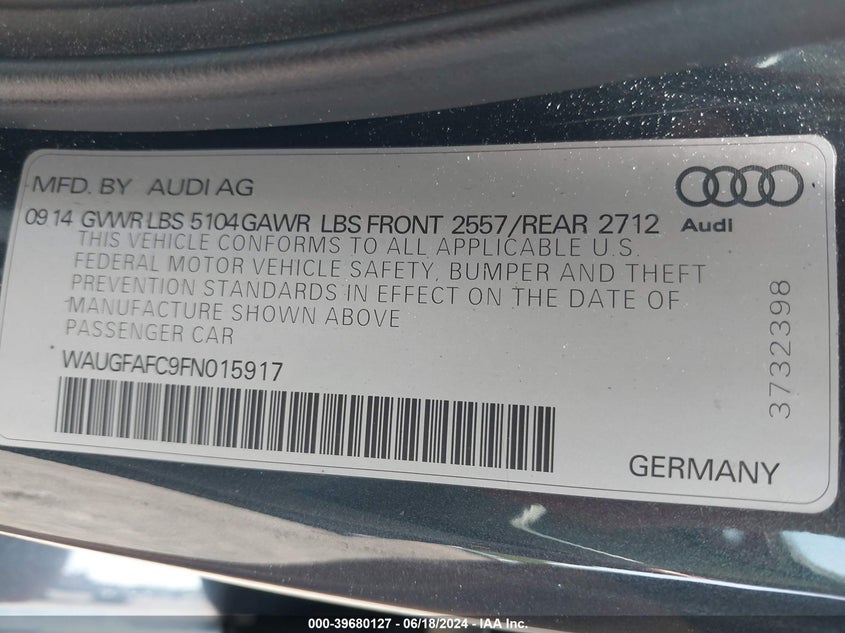 MFD. BY AUDI AG
09 14 GVWR LBS 5104 GAWR LBS FRONT 2557/REAR 2712
Audi
THIS VEHICLE CONFORMS TO ALL APPLICABLE U.S.
FEDERAL MOTOR VEHICLE SAFETY, BUMPER AND THEFT
PREVENTION STANDARDS IN EFFECT ON THE DATE OF
MANUFACTURE SHOWN ABOVE
PASSENGER CAR
WAUGFAFC9FN015917
3732398
GERMANY
000-39680127 - 06/18/2024 - IAA Inc.